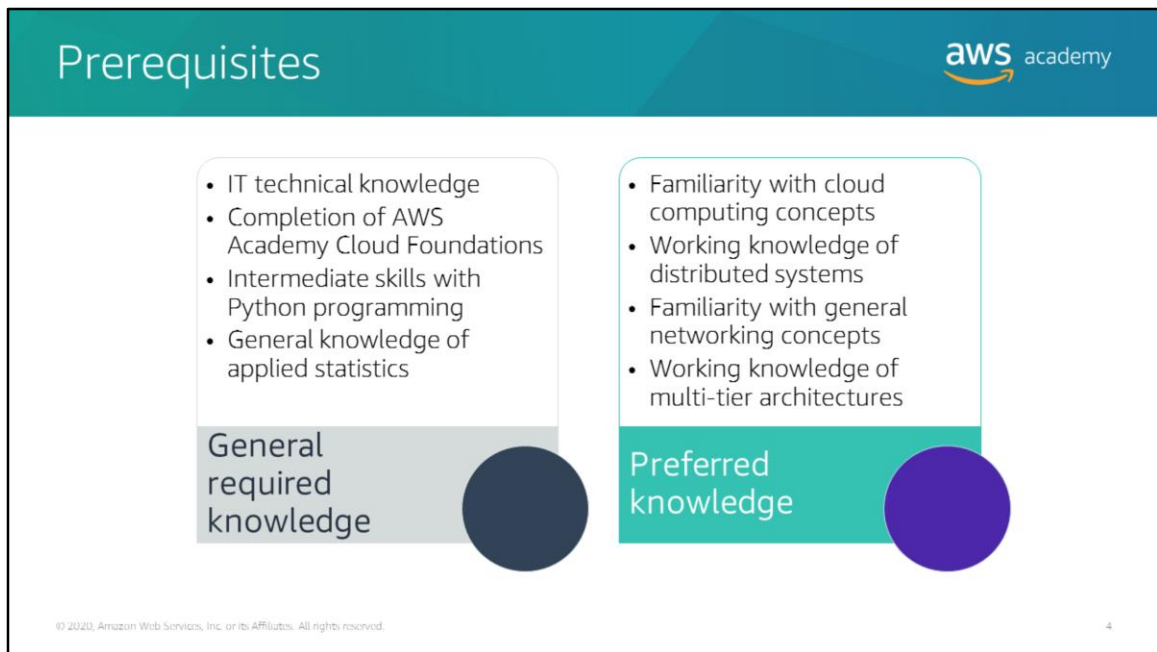 Prerequisites
aws academy
• IT technical knowledge
• Completion of AWS
Academy Cloud Foundations
• Intermediate skills with
Python programming
• General knowledge of
applied statistics
General
required
knowledge
• Familiarity with cloud
computing concepts
• Working knowledge of
distributed systems
• Familiarity with general
networking concepts
• Working knowledge of
multi-tier architectures
Preferred
knowledge
© 2020, Amazon Web Services, Inc. or its Affiliates. All rights reserved.
4